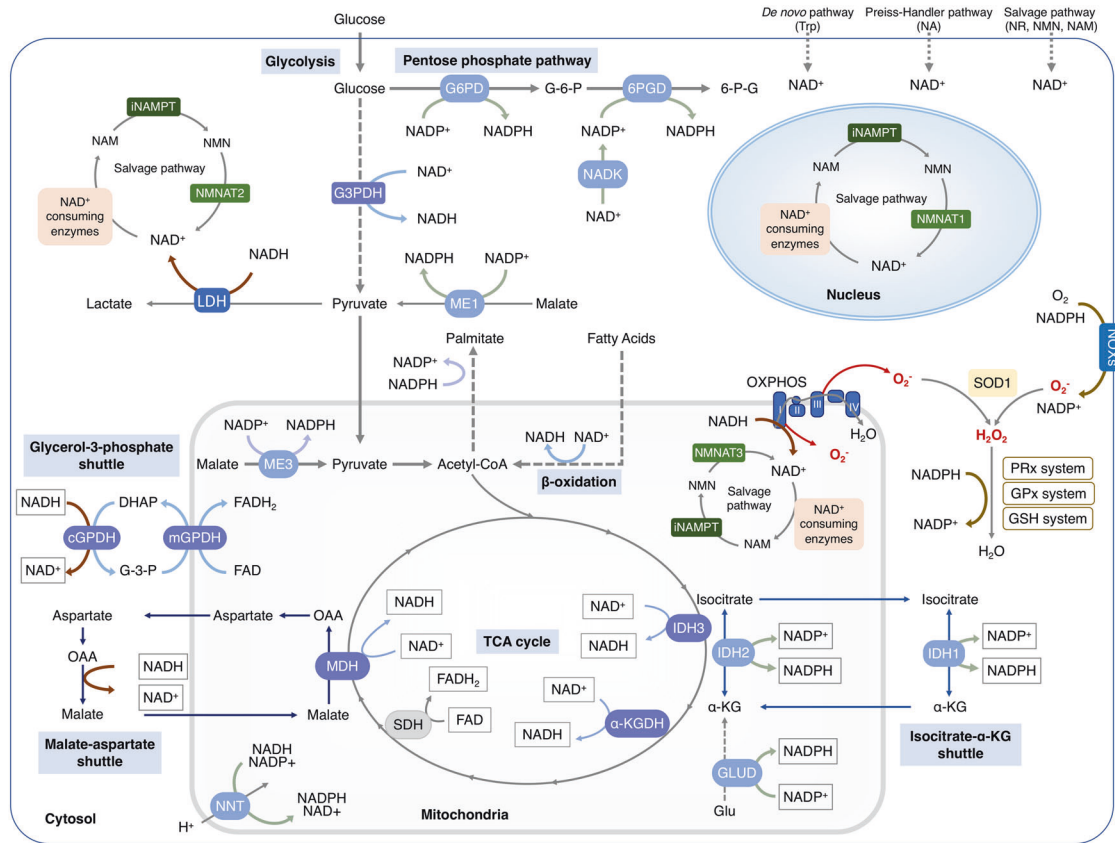 Glucose
De novo pathway
(Trp)
Preiss-Handler pathway
(NA)
Salvage pathway
(NR, NMN, NAM)
Glycolysis
Pentose phosphate pathway
Glucose
G6PD
G-6-P
6PGD
6-P-G
NAD⁺
NAD⁺
NAD⁺
NADP⁺
NADPH
NADP⁺
NADPH
NADK
NAD⁺
iNAMPT
NAM
NMN
Salvage pathway
NMNAT2
NAD⁺
consuming
enzymes
NAD⁺
G3PDH
NAD⁺
NADH
iNAMPT
NAM
NMN
Salvage pathway
NAD⁺
consuming
enzymes
NMNAT1
NAD⁺
Nucleus
NADH
LDH
Lactate
Pyruvate
NADPH
NADP⁺
ME1
Malate
O₂
NADPH
NOXs
O₂⁻
NADP⁺
SOD1
O₂⁻
H₂O₂
Palmitate
NADP⁺
NADPH
Fatty Acids
OXPHOS
I
II
III
IV
NADH
H₂O
O₂⁻
NADPH
NADP⁺
H₂O
PRx system
GPx system
GSH system
NMNAT3
NAD⁺
NMN
Salvage
pathway
iNAMPT
NAM
NAD⁺
consuming
enzymes
NADP⁺
NADPH
Malate
ME3
Pyruvate
Acetyl-CoA
NADH
NAD⁺
β-oxidation
Glycerol-3-phosphate
shuttle
NADH
DHAP
FADH₂
cGPDH
mGPDH
NAD⁺
G-3-P
FAD
Aspartate
Aspartate
OAA
OAA
NADH
NAD⁺
Malate
Malate
Malate-aspartate
shuttle
MDH
NADH
NAD⁺
TCA cycle
FADH₂
SDH
FAD
NAD⁺
NADH
IDH3
NAD⁺
NADH
α-KGDH
Isocitrate
Isocitrate
IDH2
NADP⁺
NADPH
IDH1
NADP⁺
NADPH
α-KG
α-KG
Isocitrate-α-KG
shuttle
GLUD
NADPH
NADP⁺
Glu
NADH
NADP+
NNT
H⁺
NADPH
NAD+
Cytosol
Mitochondria